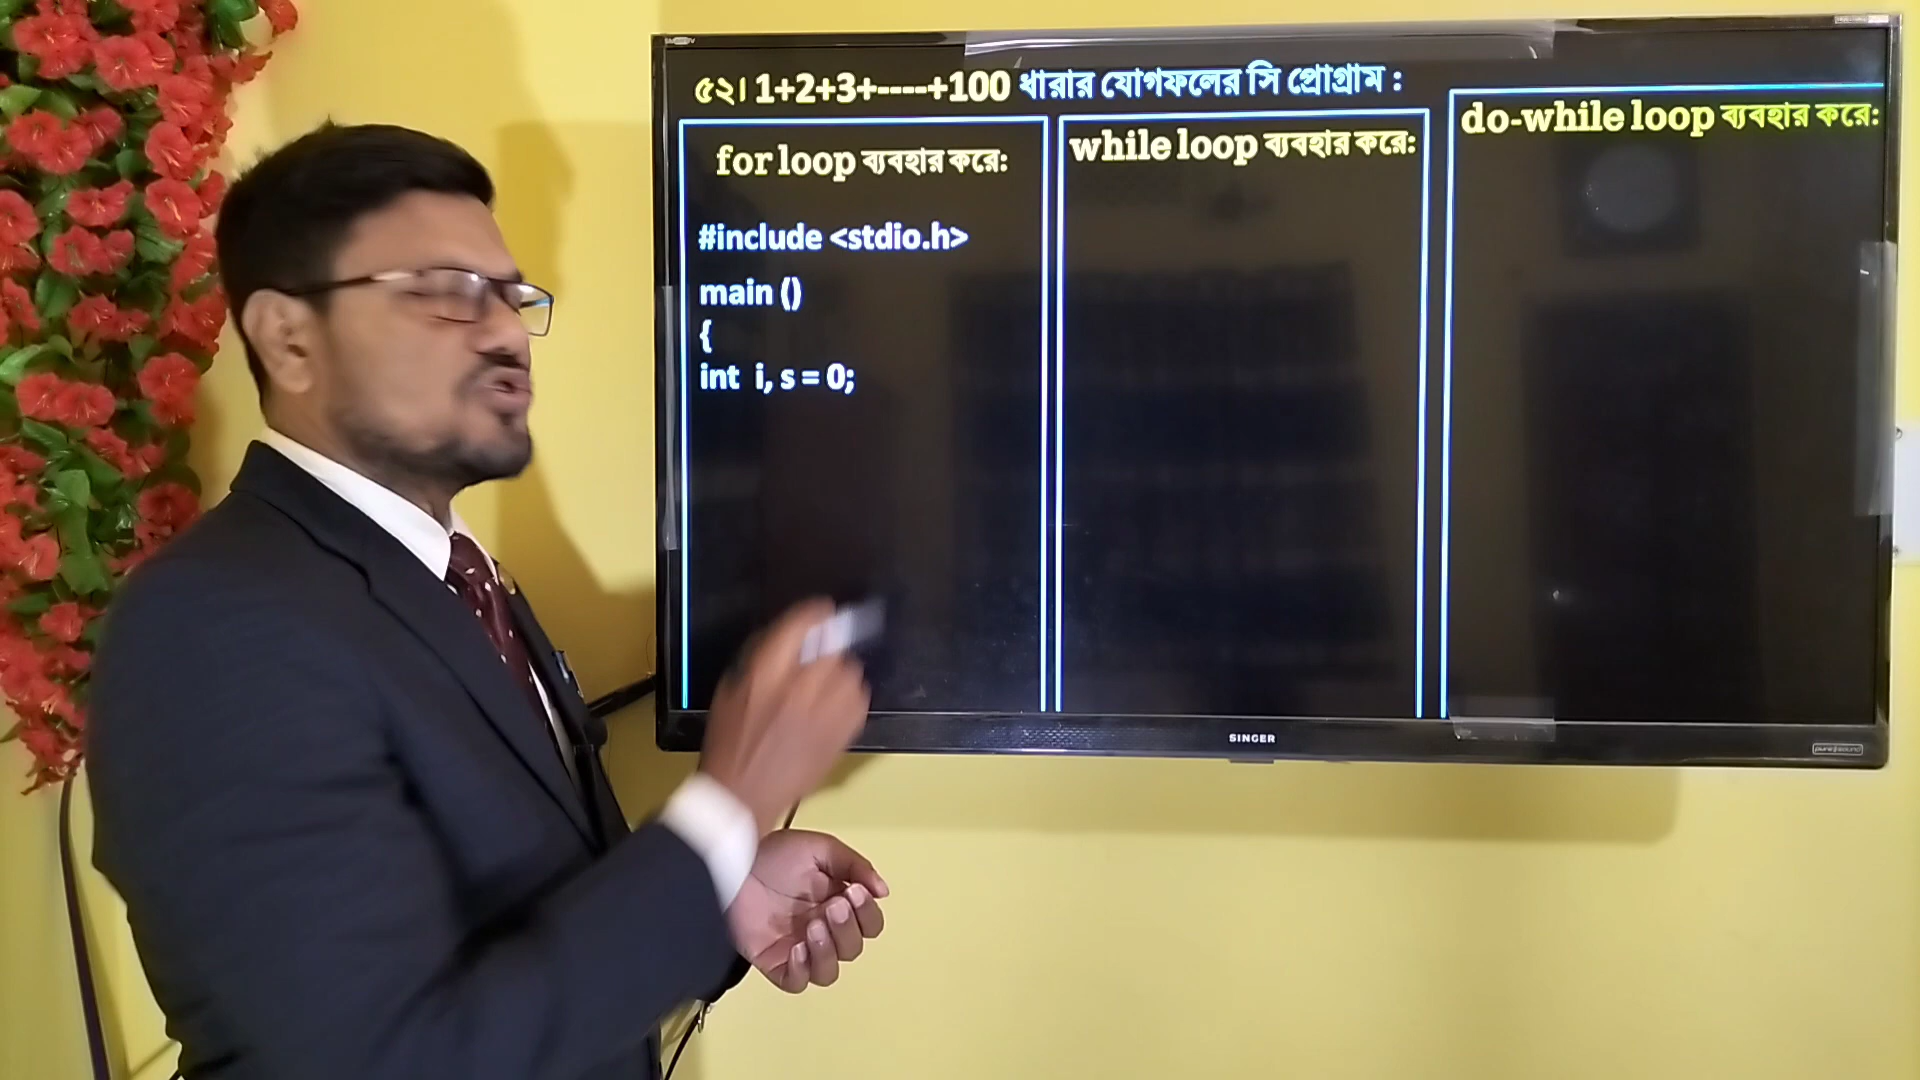 ৫২। 1+2+3+----+100 ধারার যোগফলের সি প্রোগ্রাম :
for loop ব্যবহার করে:
#include <stdio.h>
main ()
{
int i, s = 0;
while loop ব্যবহার করে:
do-while loop ব্যবহার করে:
SINGER